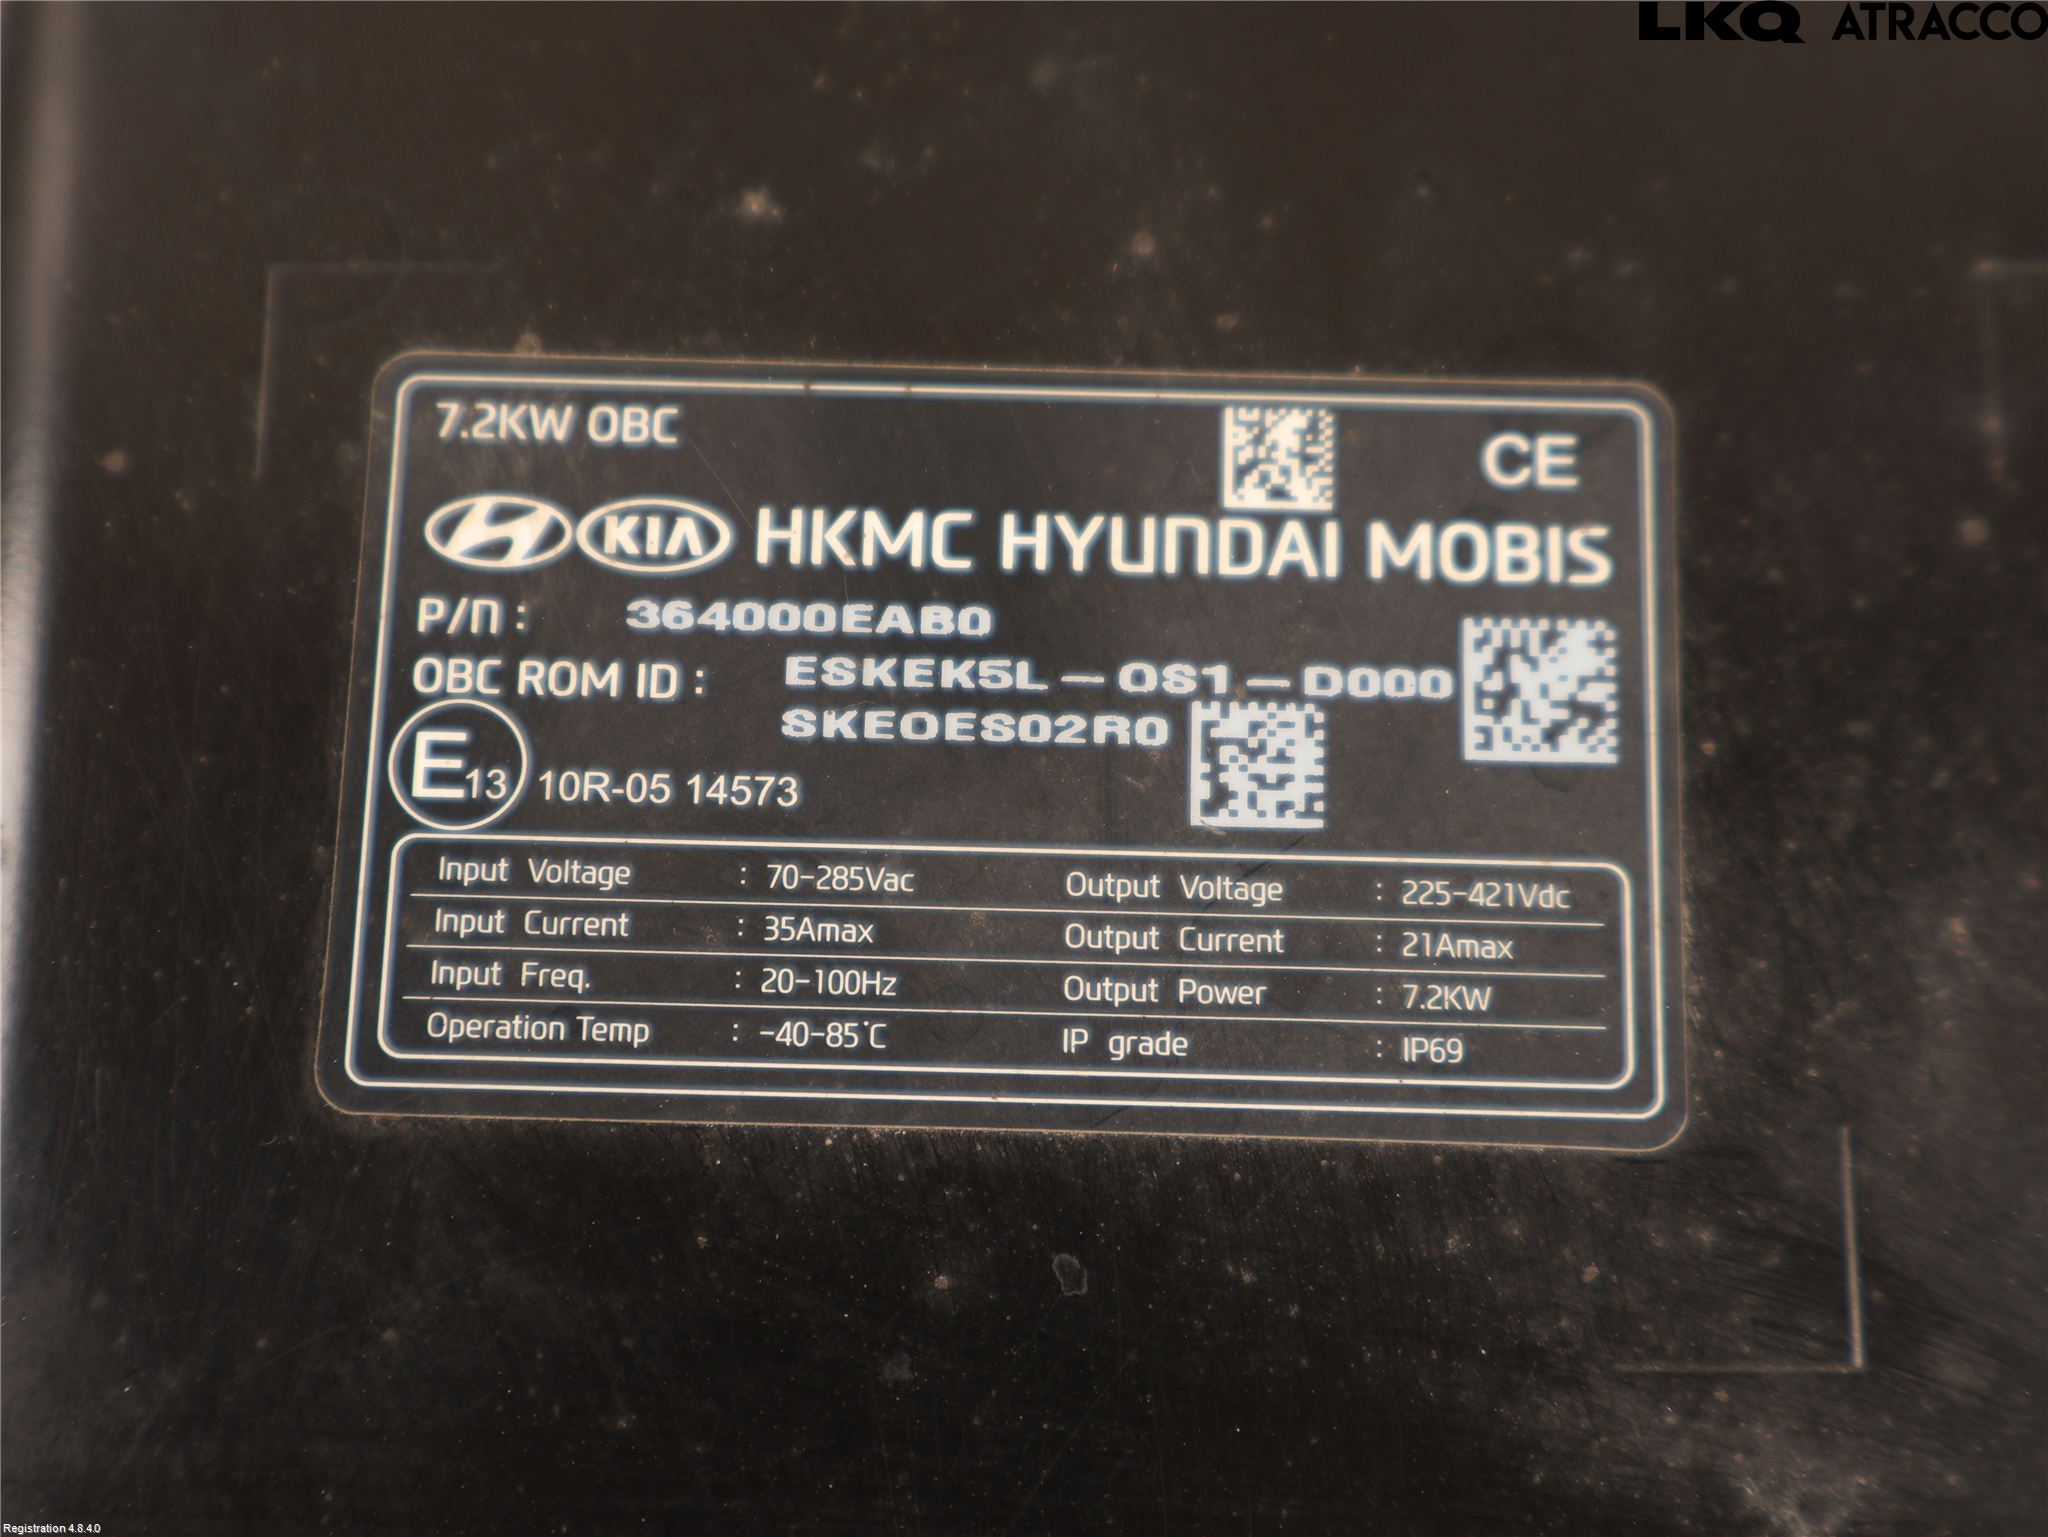 LKQ ATRACCO
7.2KW OBC
CE
KIA HKMC HYUNDAI MOBIS
P/N : 364000EAB0
OBC ROM ID : ESKEK5L-OS1-D000
SKEOES02R0
E13 10R-05 14573
Input Voltage : 70-285Vac Output Voltage : 225-421Vdc
Input Current : 35Amax Output Current : 21Amax
Input Freq. : 20-100Hz Output Power : 7.2KW
Operation Temp : -40-85°C IP grade : IP69
Registration 4.8.4.0